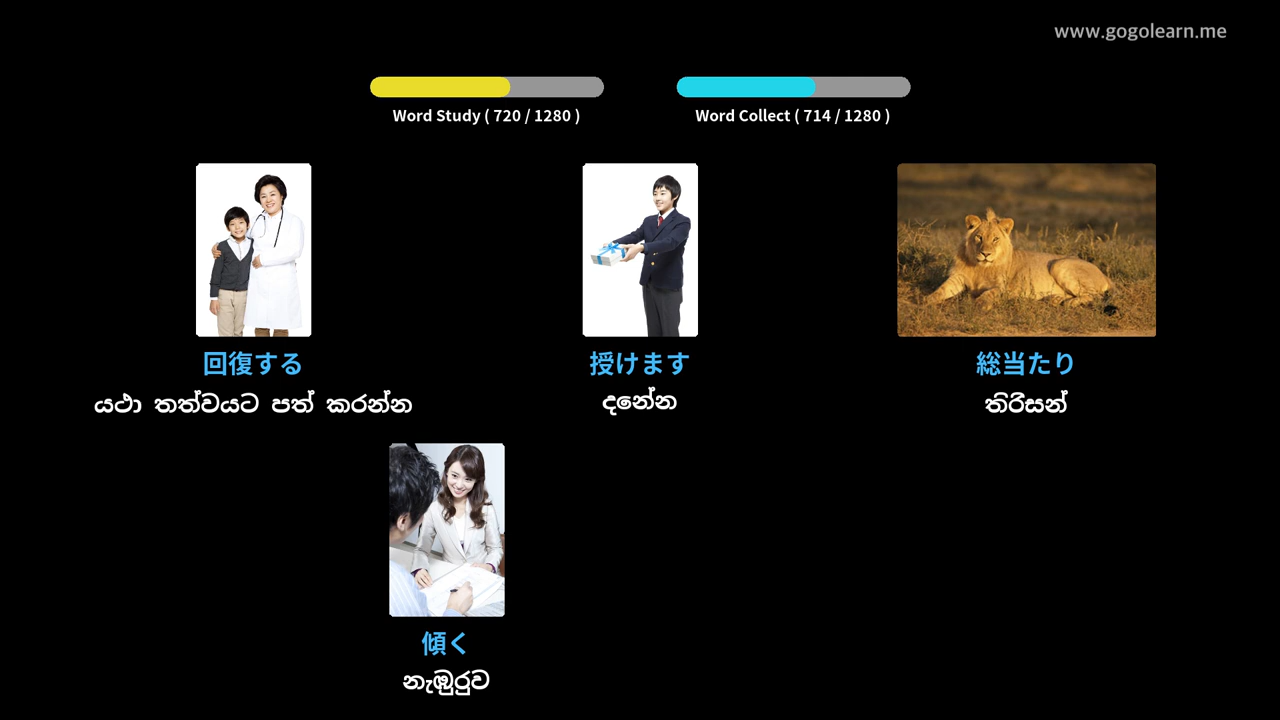 www.gogolearn.me
Word Study ( 720 / 1280 )
Word Collect ( 714 / 1280 )
回復する
授けます
総当たり
යථා තත්වයට පත් කරන්න
දනේන
තිරිසන්
傾く
නැඹුරුව